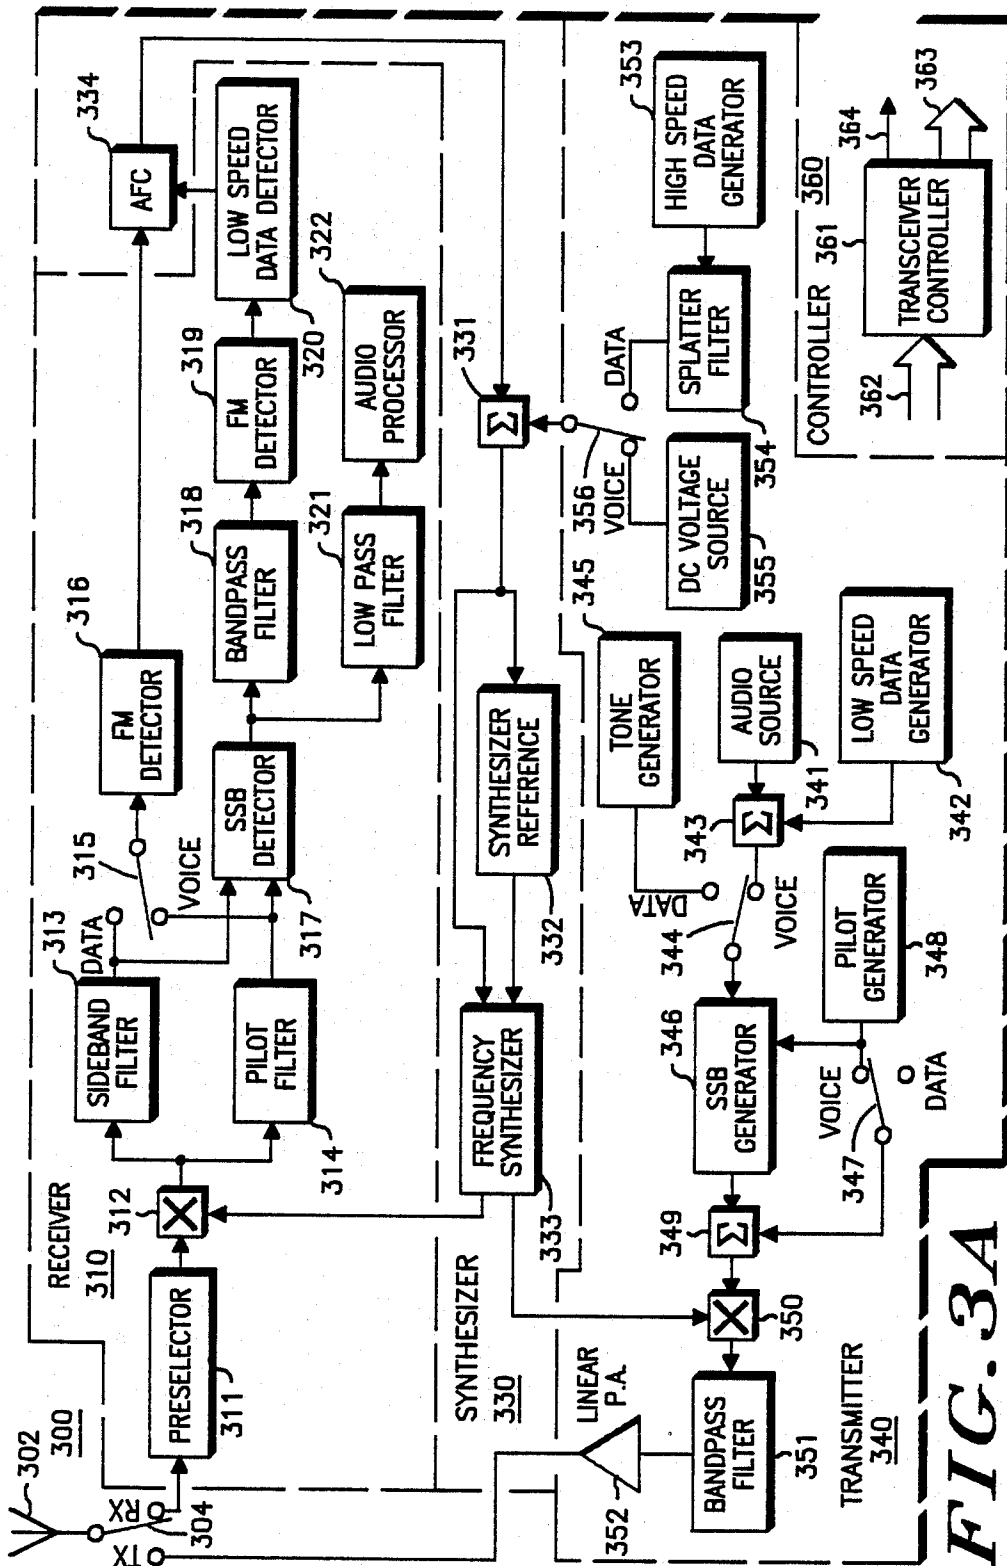 302
300
TX
RX
304
RECEIVER
310
PRESELECTOR
311
312
X
SIDEBAND
FILTER
313
DATA
315
VOICE
PILOT
FILTER
314
FM
DETECTOR
316
SSB
DETECTOR
317
BANDPASS
FILTER
318
FM
DETECTOR
319
LOW SPEED
DATA DETECTOR
320
LOW PASS
FILTER
321
AUDIO
PROCESSOR
322
AFC
334
SYNTHESIZER
330
FREQUENCY
SYNTHESIZER
333
SYNTHESIZER
REFERENCE
332
Σ
331
LINEAR
P.A.
352
BANDPASS
FILTER
351
X
350
Σ
349
SSB
GENERATOR
346
DATA
344
VOICE
TONE
GENERATOR
345
Σ
343
AUDIO
SOURCE
341
LOW SPEED
DATA
GENERATOR
342
PILOT
GENERATOR
348
VOICE
347
DATA
VOICE
356
DATA
DC VOLTAGE
SOURCE
355
SPLATTER
FILTER
354
HIGH SPEED
DATA
GENERATOR
353
TRANSMITTER
340
CONTROLLER
360
362
TRANSCEIVER
CONTROLLER
361
364
363
FIG. 3A